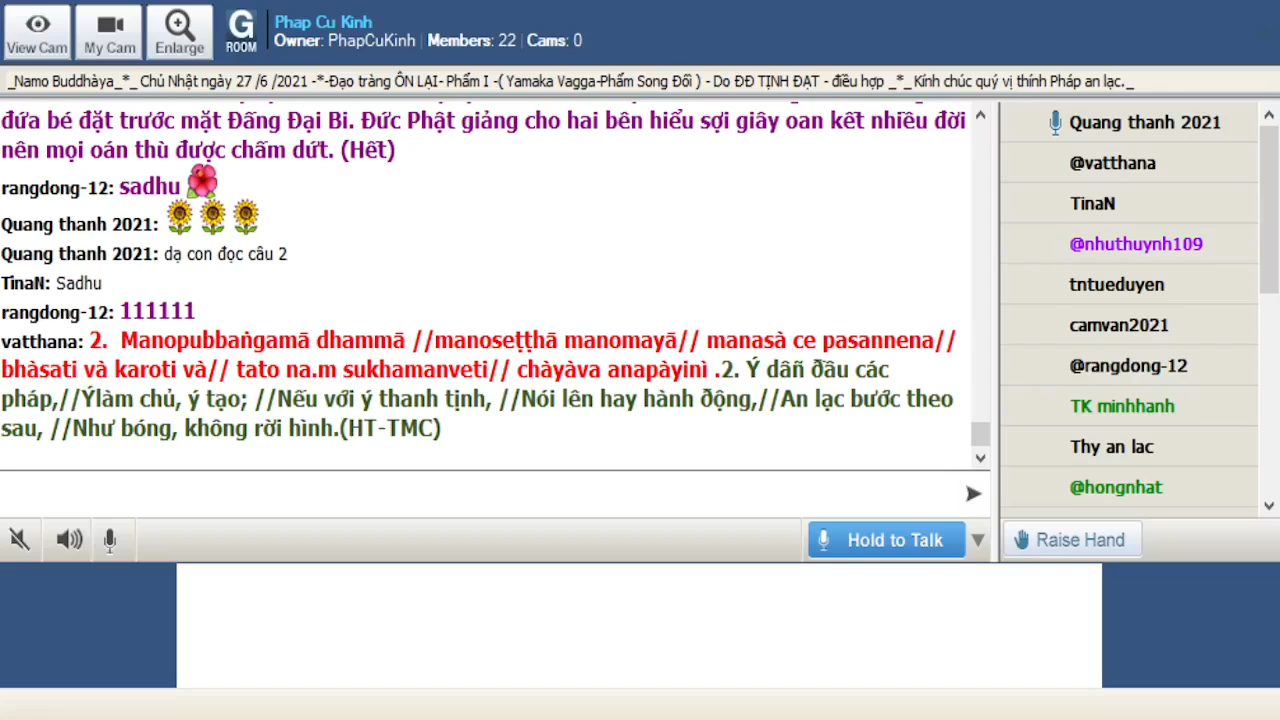 View Cam
My Cam
Enlarge
G
ROOM
Phap Cu Kinh
Owner: PhapCuKinh | Members: 22 | Cams: 0
_Namo Buddhàya_*_ Chủ Nhật ngày 27 /6 /2021 -*-Đạo tràng ÔN LẠI- Phẩm I -( Yamaka Vagga-Phẩm Song Đối ) - Do ĐĐ TỊNH ĐẠT - điều hợp _*_ Kính chúc quý vị thính Pháp an lạc._
đứa bé đặt trước mặt Đấng Đại Bi. Đức Phật giảng cho hai bên hiểu sợi giây oan kết nhiều đời
nên mọi oán thù được chấm dứt. (Hết)
rangdong-12: sadhu
Quang thanh 2021:
Quang thanh 2021: dạ con đọc câu 2
TinaN: Sadhu
rangdong-12: 111111
vatthana: 2. Manopubbaṅgamā dhammā //manoseṭṭhā manomayā// manasà ce pasannena//
bhàsati và karoti và// tato na.m sukhamanveti// chàyàva anapàyinì .2. Ý dâñ ðầu các
pháp,//Ýlàm chủ, ý tạo; //Nếu với ý thanh tịnh, //Nói lên hay hành ðộng,//An lạc bước theo
sau, //Như bóng, không rời hình.(HT-TMC)
Quang thanh 2021
@vatthana
TinaN
@nhuthuynh109
tntueduyen
camvan2021
@rangdong-12
TK minhhanh
Thy an lac
@hongnhat
Hold to Talk
Raise Hand